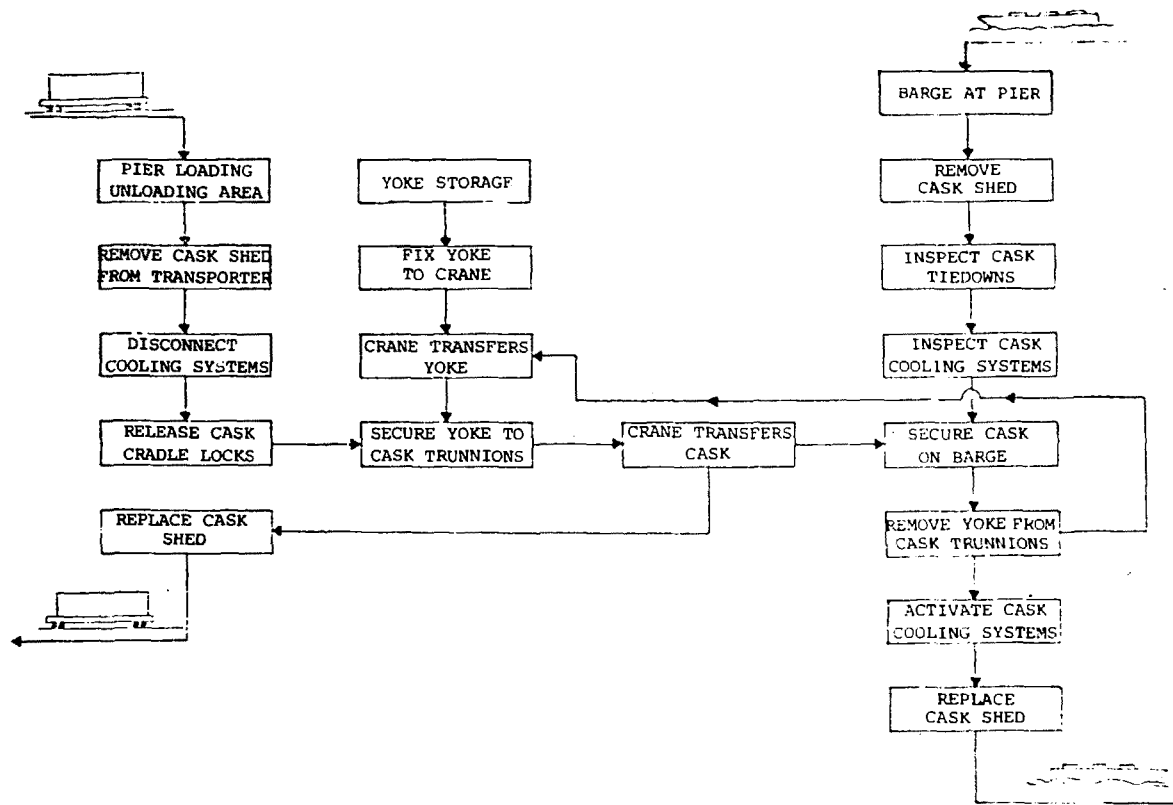 BARGE AT PIER
PIER LOADING
UNLOADING AREA
YOKE STORAGE
REMOVE
CASK SHED
REMOVE CASK SHED
FROM TRANSPORTER
FIX YOKE
TO CRANE
INSPECT CASK
TIEDOWNS
DISCONNECT
COOLING SYSTEMS
CRANE TRANSFERS
YOKE
INSPECT CASK
COOLING SYSTEMS
RELEASE CASK
CRADLE LOCKS
SECURE YOKE TO
CASK TRUNNIONS
CRANE TRANSFERS
CASK
SECURE CASK
ON BARGE
REPLACE CASK
SHED
REMOVE YOKE FROM
CASK TRUNNIONS
ACTIVATE CASK
COOLING SYSTEMS
REPLACE
CASK SHED